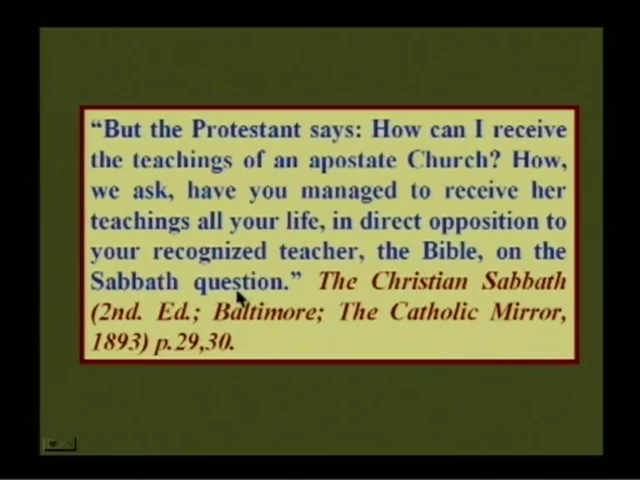 “But the Protestant says: How can I receive
the teachings of an apostate Church? How,
we ask, have you managed to receive her
teachings all your life, in direct opposition to
your recognized teacher, the Bible, on the
Sabbath question.” The Christian Sabbath
(2nd. Ed.; Baltimore; The Catholic Mirror,
1893) p.29,30.